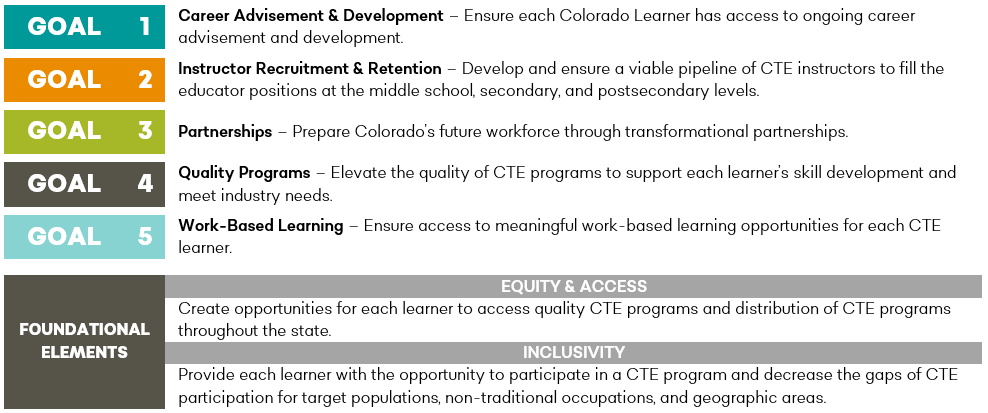 GOAL 1
Career Advisement & Development – Ensure each Colorado Learner has access to ongoing career
advisement and development.
GOAL 2
Instructor Recruitment & Retention – Develop and ensure a viable pipeline of CTE instructors to fill the
educator positions at the middle school, secondary, and postsecondary levels.
GOAL 3
Partnerships – Prepare Colorado's future workforce through transformational partnerships.
GOAL 4
Quality Programs – Elevate the quality of CTE programs to support each learner's skill development and
meet industry needs.
GOAL 5
Work-Based Learning – Ensure access to meaningful work-based learning opportunities for each CTE
learner.
FOUNDATIONAL
ELEMENTS
EQUITY & ACCESS
Create opportunities for each learner to access quality CTE programs and distribution of CTE programs
throughout the state.
INCLUSIVITY
Provide each learner with the opportunity to participate in a CTE program and decrease the gaps of CTE
participation for target populations, non-traditional occupations, and geographic areas.